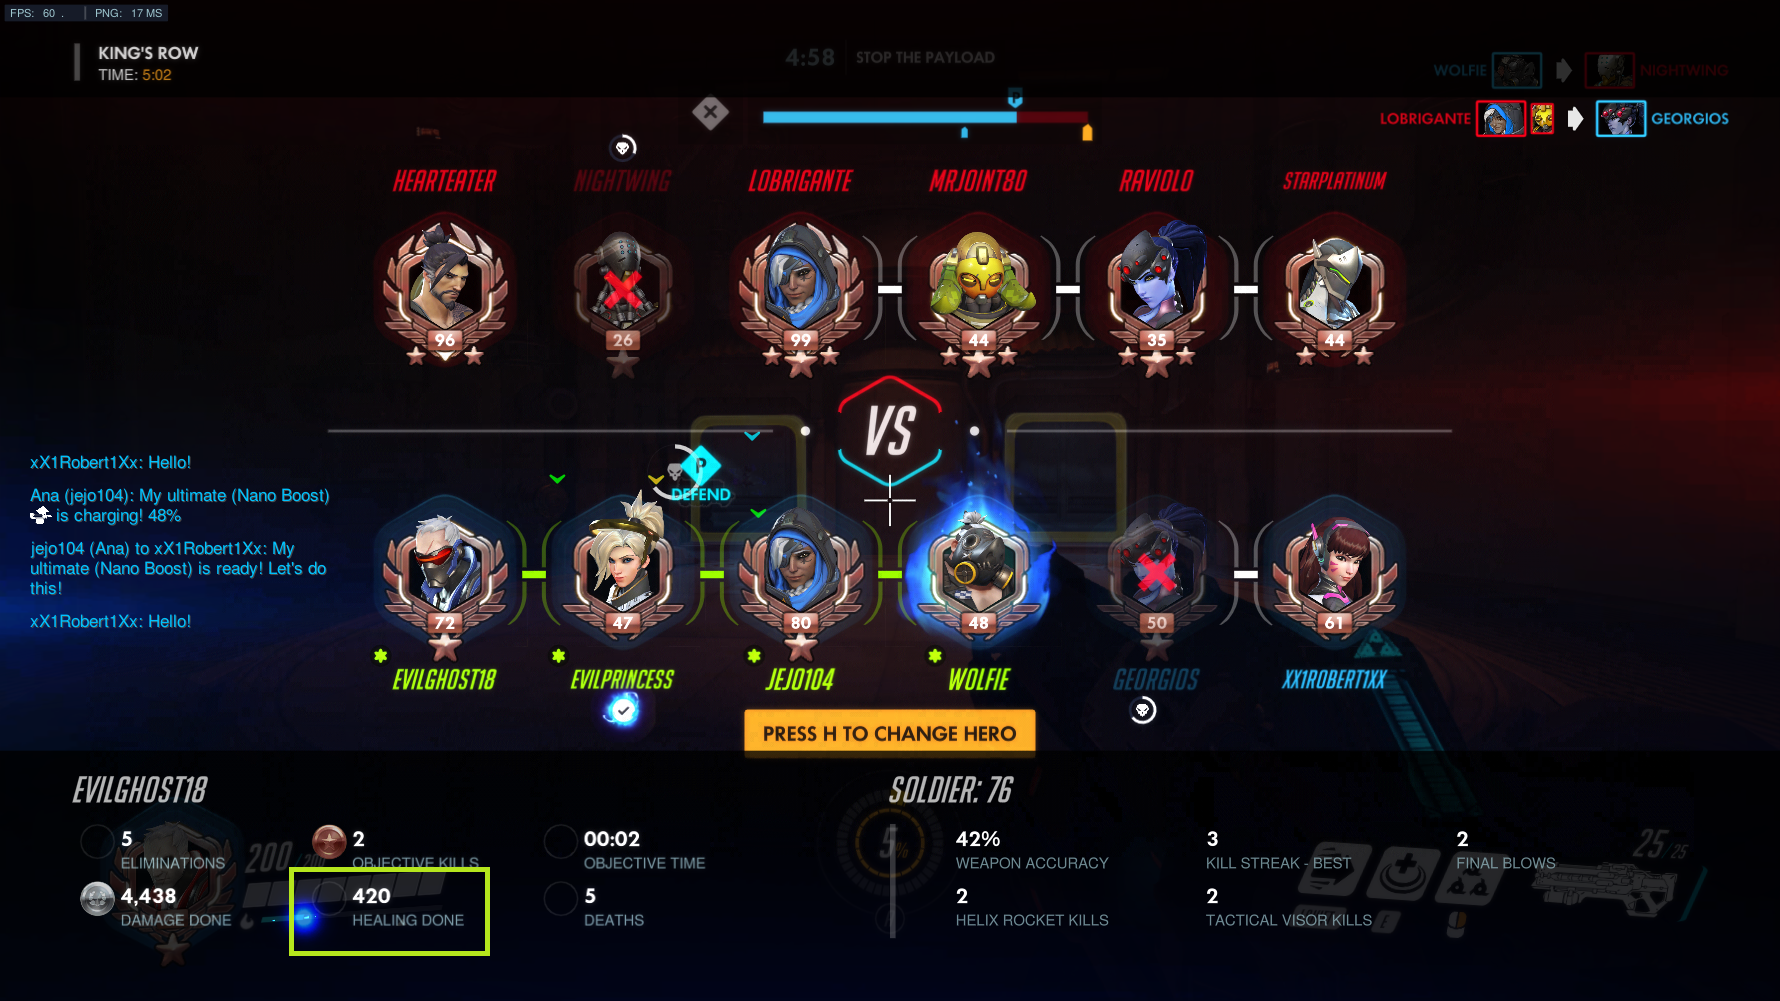 FPS: 60 . | PNG: 17 MS
KING'S ROW
TIME: 5:02
4:58 STOP THE PAYLOAD
WOLFIE NIGHTWING
LOBRIGANTE GEORGIOS
HEARTEATER NIGHTWING LOBRIGANTE MRJOINT80 RAVIOLO STARPLATINUM
96 26 99 44 35 44
VS
P
DEFEND
xX1Robert1Xx: Hello!
Ana (jejo104): My ultimate (Nano Boost)
is charging! 48%
jejo104 (Ana) to xX1Robert1Xx: My
ultimate (Nano Boost) is ready! Let's do
this!
xX1Robert1Xx: Hello!
72 47 80 48 50 61
EVILGHOST18 EVILPRINCESS JEJO104 WOLFIE GEORGIOS XX1ROBERT1XX
PRESS H TO CHANGE HERO
EVILGHOST18 SOLDIER: 76
5 2 00:02 42% 3 2
ELIMINATIONS OBJECTIVE KILLS OBJECTIVE TIME WEAPON ACCURACY KILL STREAK - BEST FINAL BLOWS
200/200 5% 25/25
4,438 420 5 2 2
DAMAGE DONE HEALING DONE DEATHS HELIX ROCKET KILLS TACTICAL VISOR KILLS
E